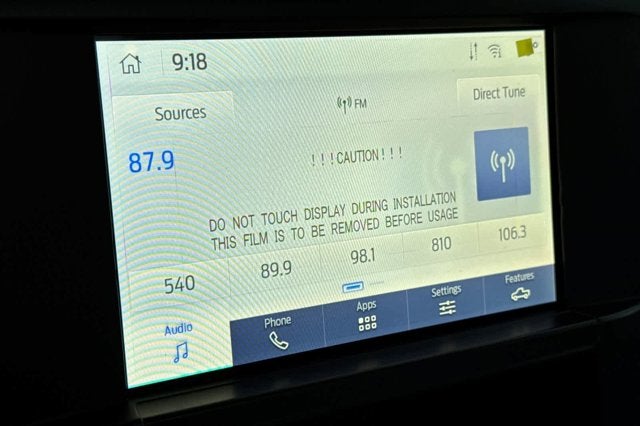 9:18
Sources
FM
Direct Tune
87.9
! ! ! CAUTION ! ! !
DO NOT TOUCH DISPLAY DURING INSTALLATION
THIS FILM IS TO BE REMOVED BEFORE USAGE
540
89.9
98.1
810
106.3
Audio
Phone
Apps
Settings
Features